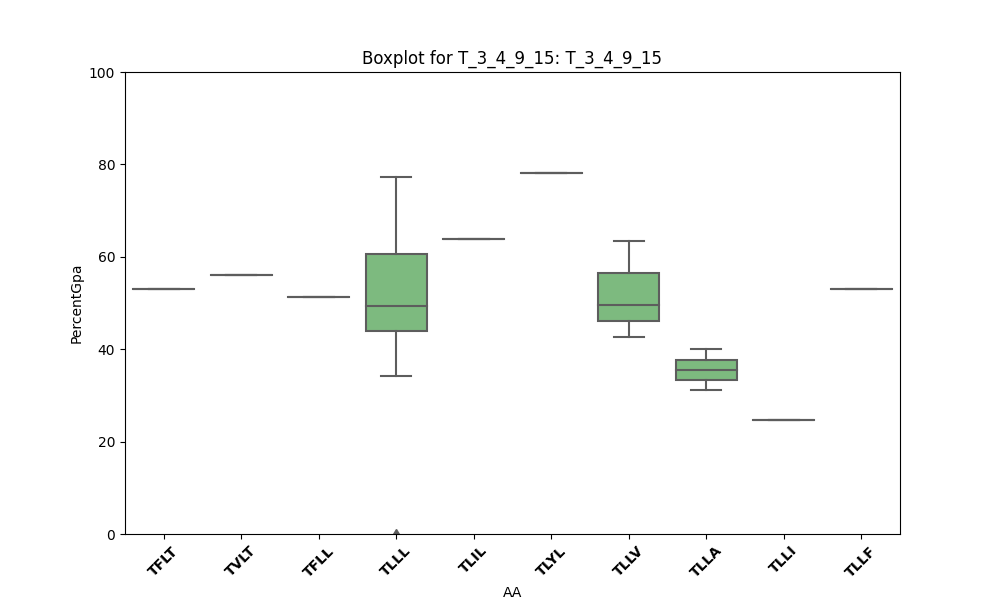 Boxplot for T_3_4_9_15: T_3_4_9_15
100
80
60
40
20
0
PercentGpa
TFLT TVLT TFLL TLLL TLIL TLYL TLLV TLLA TLLI TLLF
AA